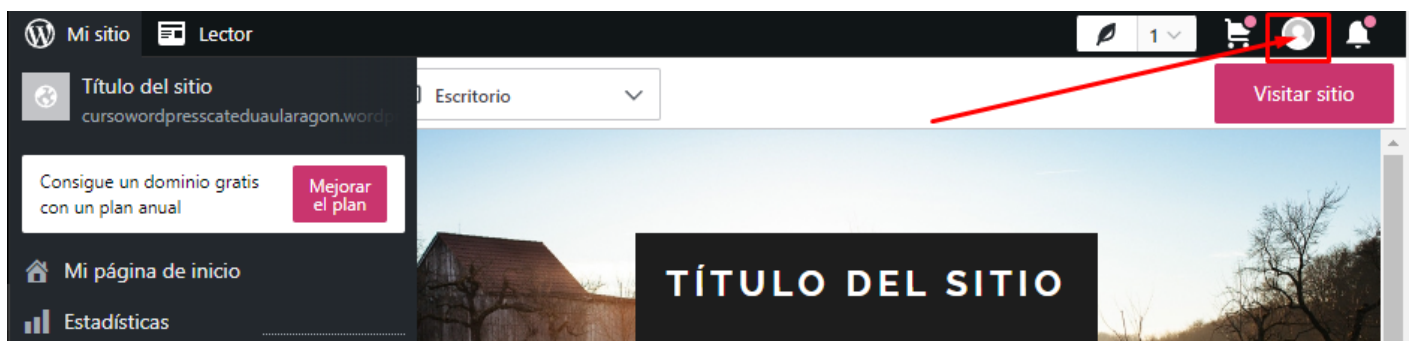 Mi sitio
Lector
1
Título del sitio
cursowordpresscateduaularagon.wordp
Escritorio
Visitar sitio
Consigue un dominio gratis
con un plan anual
Mejorar
el plan
Mi página de inicio
TÍTULO DEL SITIO
Estadísticas